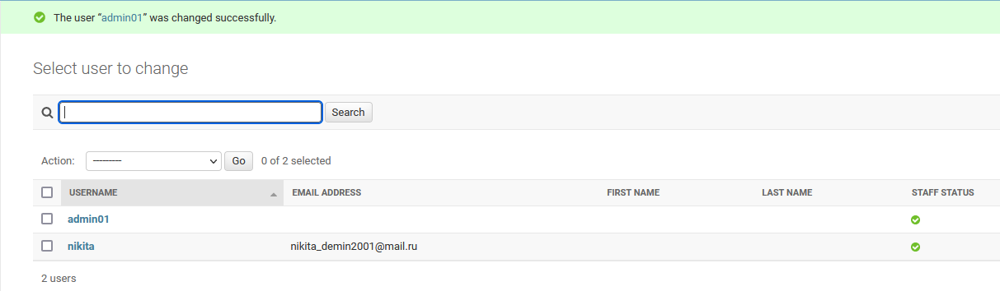 The user “admin01” was changed successfully.
Select user to change
Search
Action: --------- Go 0 of 2 selected
USERNAME EMAIL ADDRESS FIRST NAME LAST NAME STAFF STATUS
admin01
nikita nikita_demin2001@mail.ru
2 users